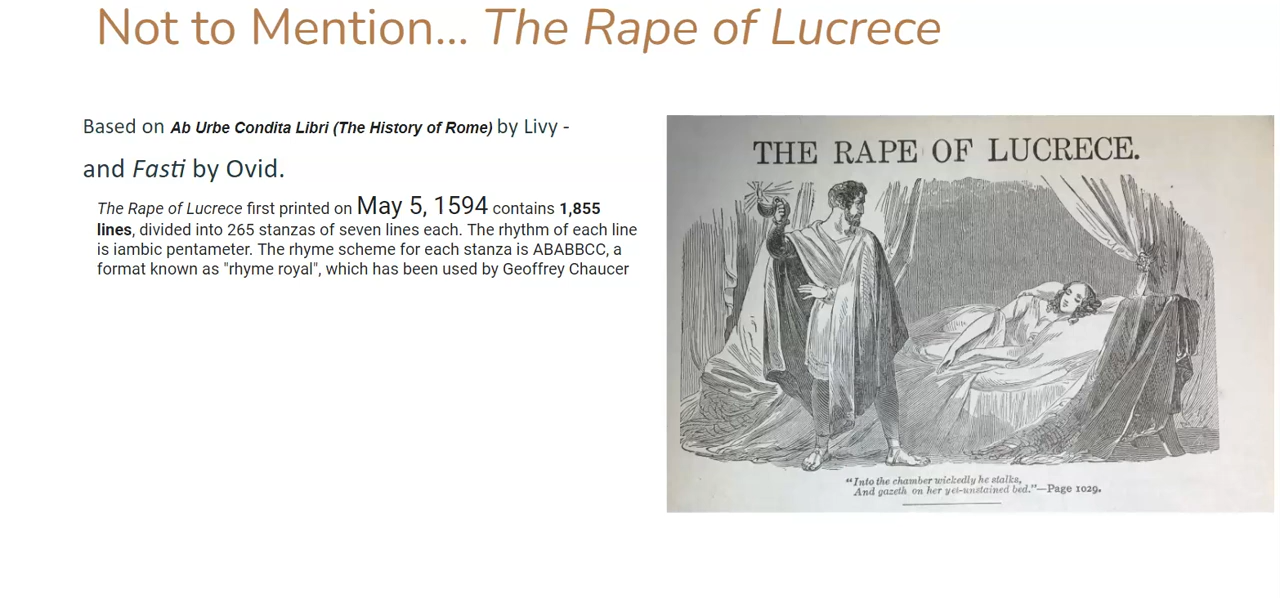 Not to Mention... The Rape of Lucrece
Based on Ab Urbe Condita Libri (The History of Rome) by Livy -
and Fasti by Ovid.
The Rape of Lucrece first printed on May 5, 1594 contains 1,855
lines, divided into 265 stanzas of seven lines each. The rhythm of each line
is iambic pentameter. The rhyme scheme for each stanza is ABABBCC, a
format known as "rhyme royal", which has been used by Geoffrey Chaucer
THE RAPE OF LUCRECE.
"Into the chamber wickedly he stalks,
And gazeth on her yet-unstained bed."—Page 1029.